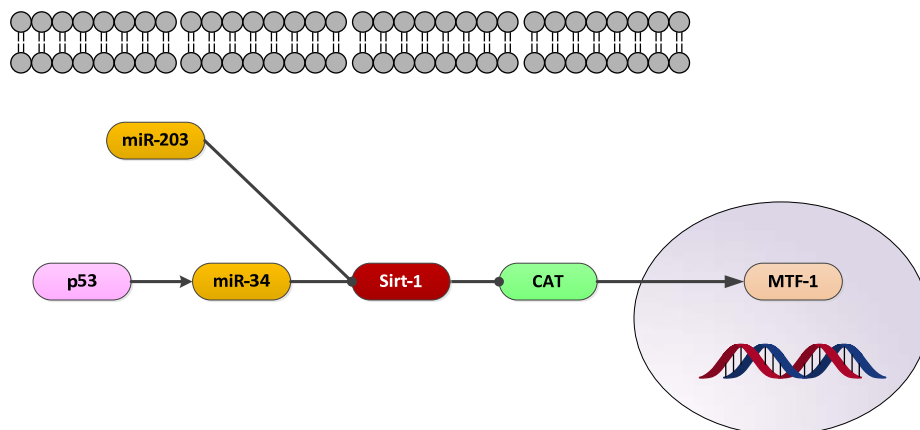 miR-203
p53
miR-34
Sirt-1
CAT
MTF-1